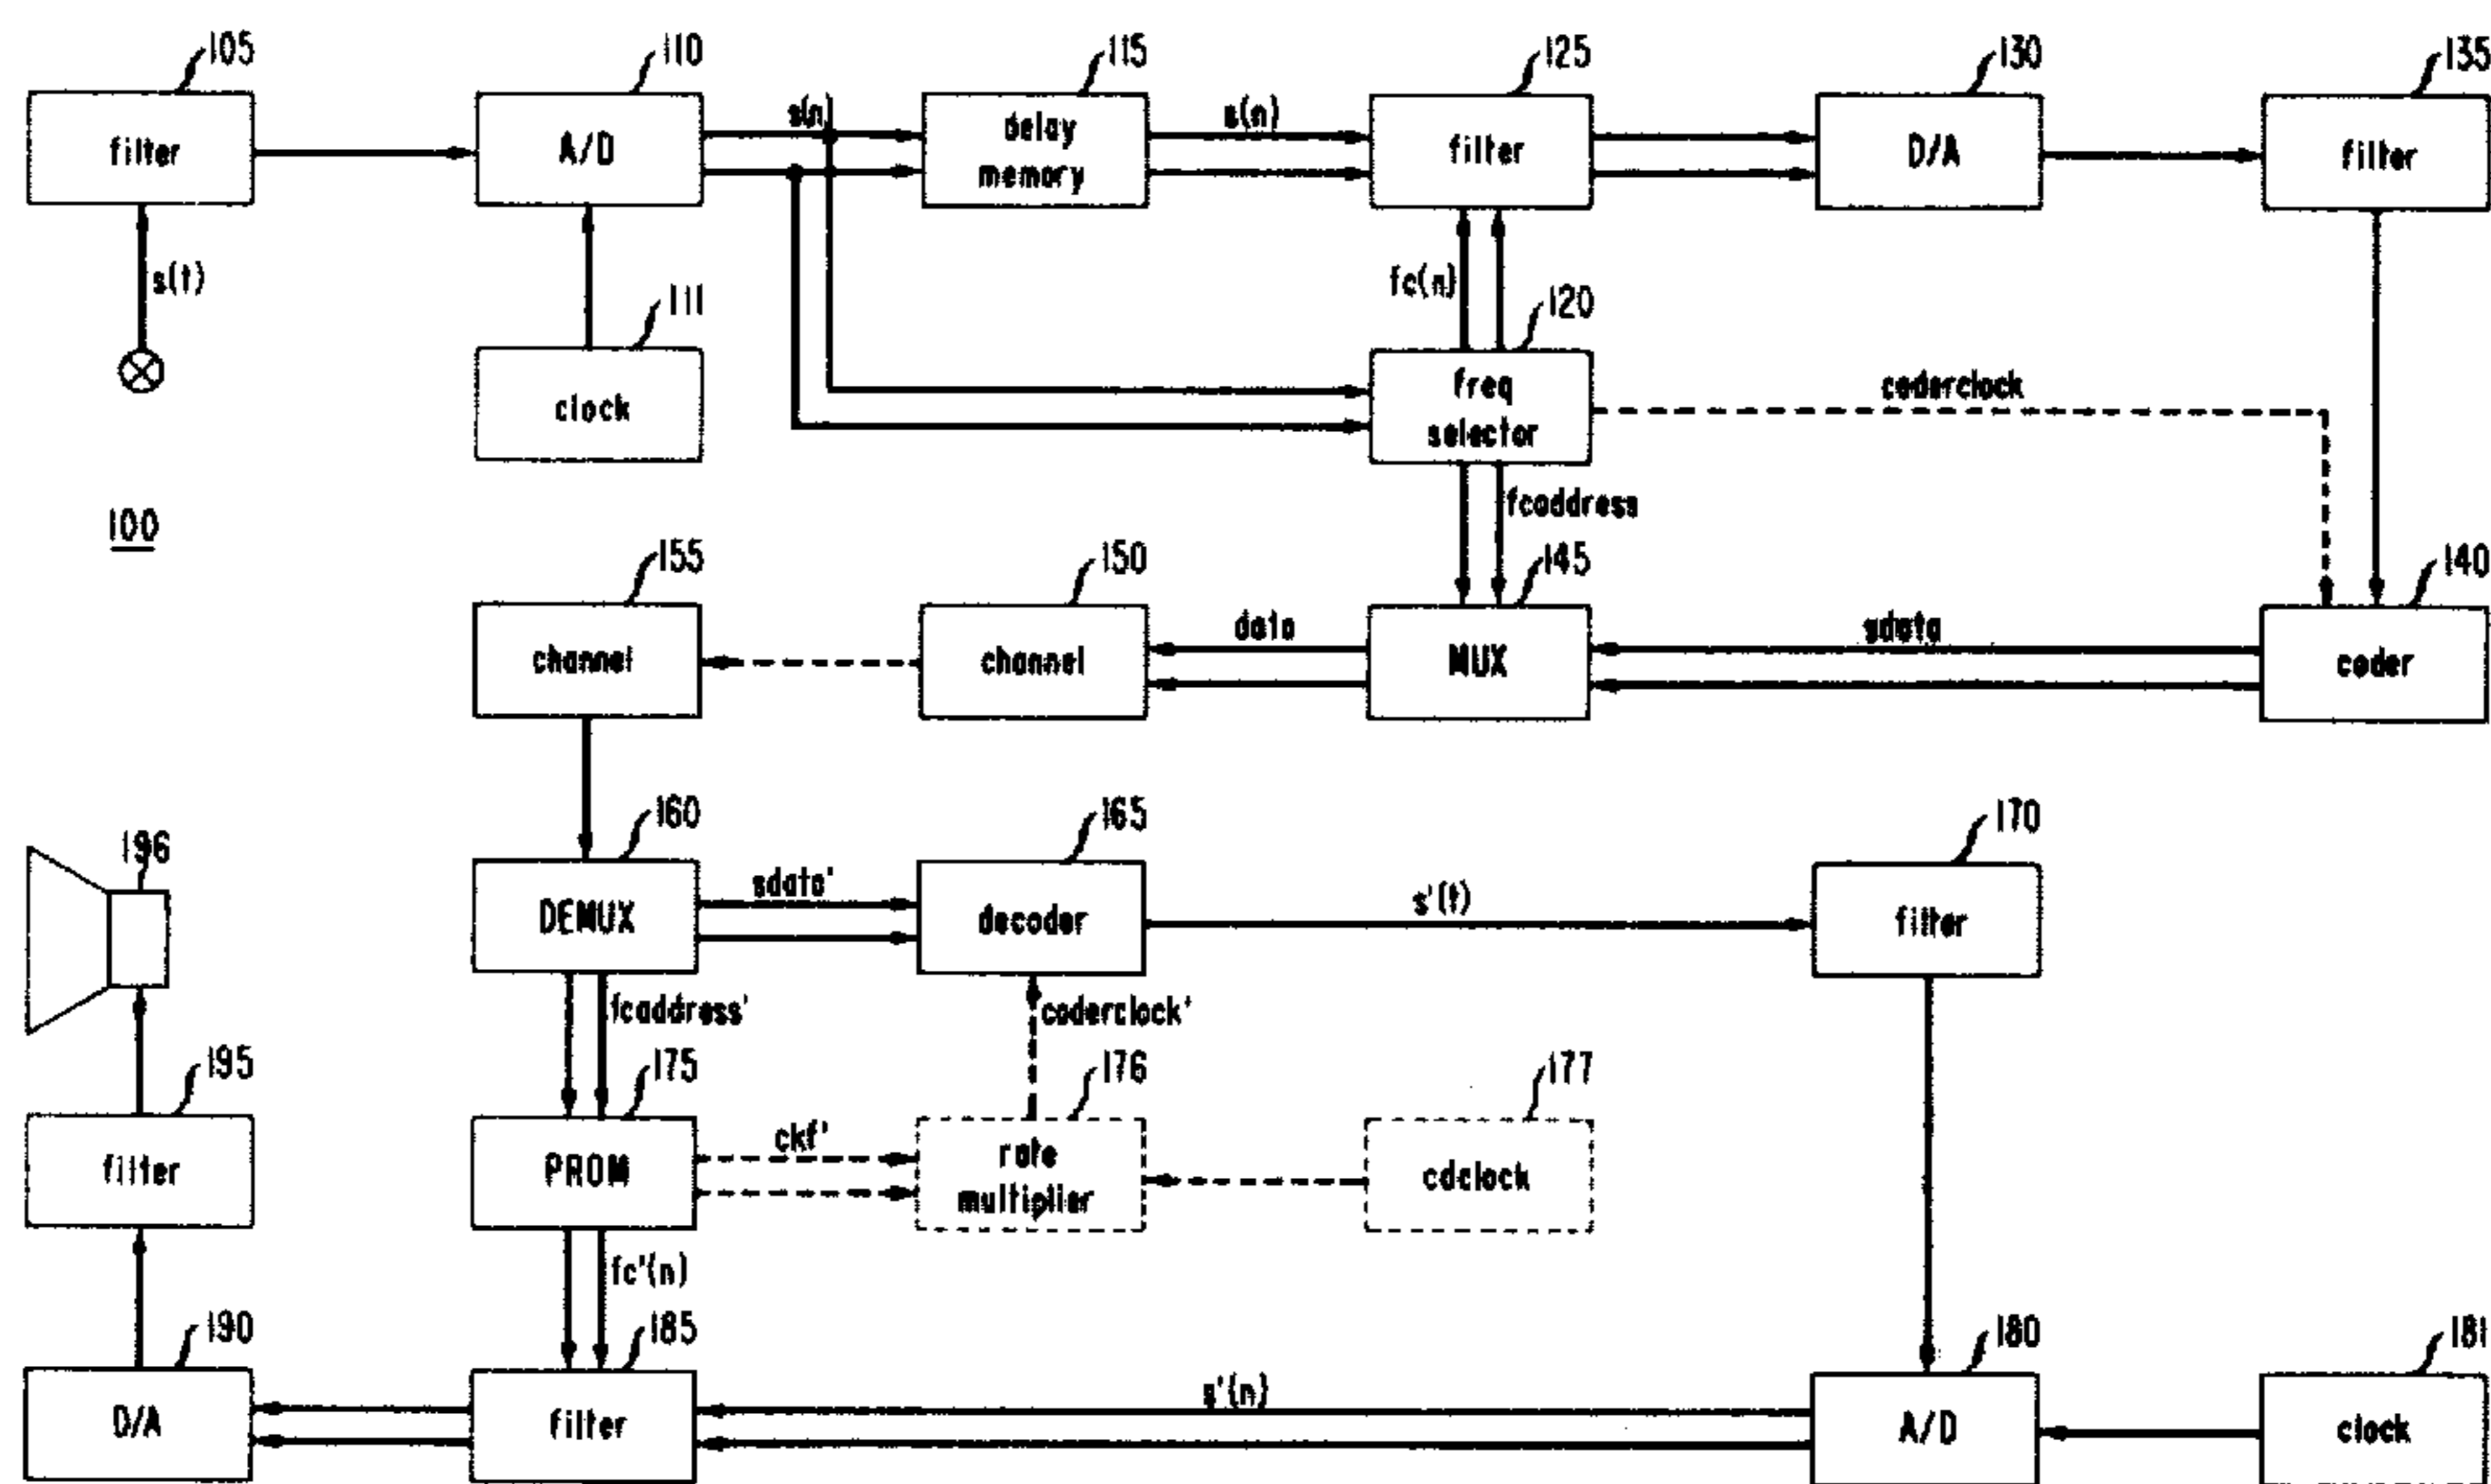 105
110
115
125
130
135
filter
A/D
s(n)
delay
memory
s(n)
filter
D/A
filter
s(t)
fc(n)
111
120
clock
freq
selector
coderclock
100
fcaddress
155
150
145
140
channel
channel
data
MUX
sdata
coder
160
165
170
196
DEMUX
sdata'
decoder
s'(t)
filter
fcaddress'
coderclock'
195
175
176
177
filter
PROM
ckf'
rate
multiplier
cdclock
fc'(n)
190
185
180
181
D/A
filter
s'(n)
A/D
clock